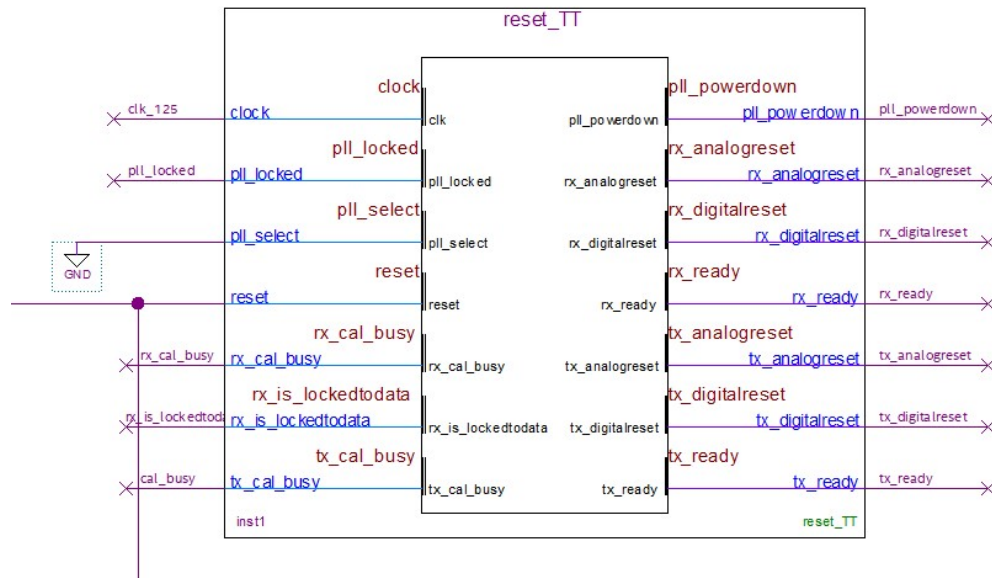 reset_TT
clock pll_powerdown
clk_125 clock clk pll_powerdown pll_powerdown pll_powerdown
pll_locked rx_analogreset
pll_locked pll_locked pll_locked rx_analogreset rx_analogreset rx_analogreset
pll_select rx_digitalreset
pll_select pll_select rx_digitalreset rx_digitalreset rx_digitalreset
GND
reset rx_ready
reset reset rx_ready rx_ready rx_ready
rx_cal_busy tx_analogreset
rx_cal_busy rx_cal_busy rx_cal_busy tx_analogreset tx_analogreset tx_analogreset
rx_is_lockedtodata tx_digitalreset
rx_is_lockedtoda rx_is_lockedtodata rx_is_lockedtodata tx_digitalreset tx_digitalreset tx_digitalreset
tx_cal_busy tx_ready
cal_busy tx_cal_busy tx_cal_busy tx_ready tx_ready tx_ready
inst1 reset_TT